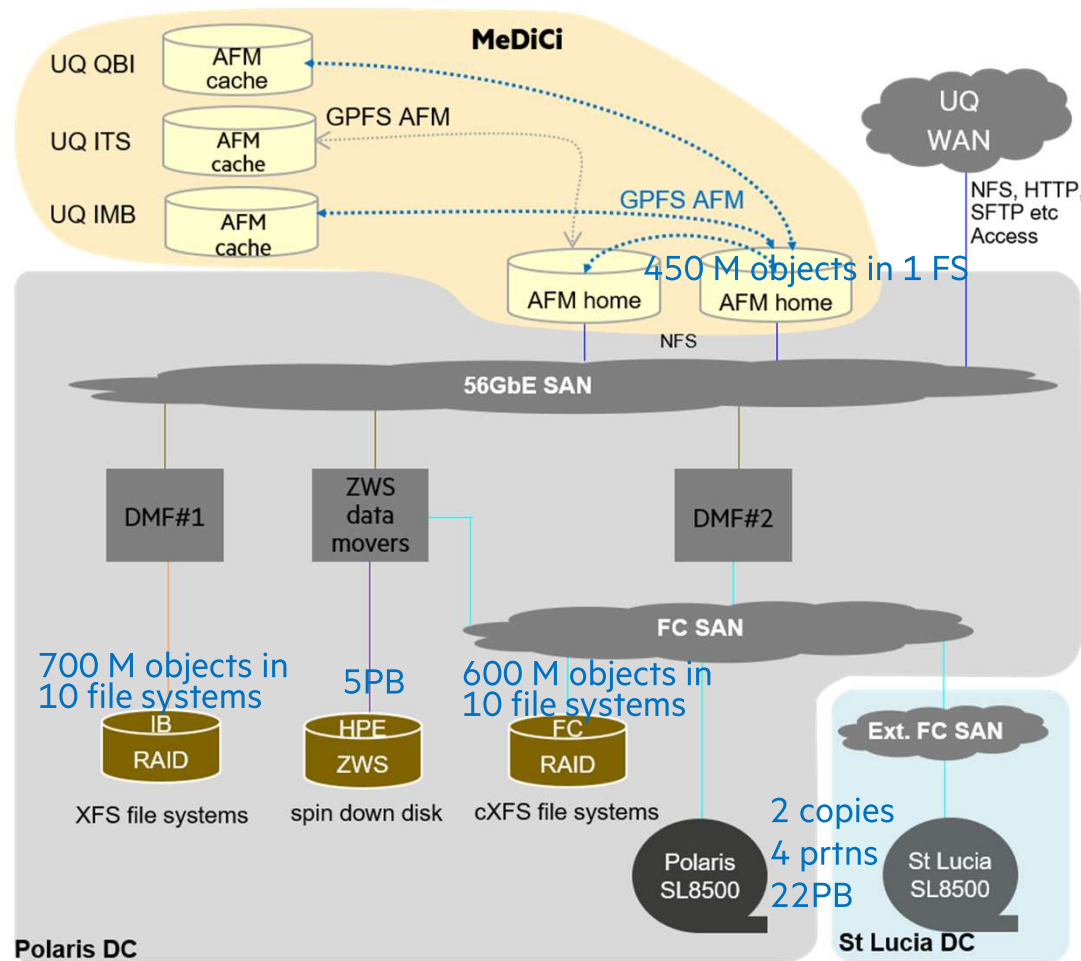 MeDiCi
UQ QBI
AFM
cache
UQ ITS
AFM
cache
GPFS AFM
UQ IMB
AFM
cache
GPFS AFM
UQ
WAN
NFS, HTTP,
SFTP etc
Access
450 M objects in 1 FS
AFM home
AFM home
NFS
56GbE SAN
DMF#1
ZWS
data
movers
DMF#2
FC SAN
700 M objects in
10 file systems
5PB
600 M objects in
10 file systems
IB
RAID
HPE
ZWS
FC
RAID
XFS file systems
spin down disk
cXFS file systems
Ext. FC SAN
2 copies
4 prtns
22PB
Polaris
SL8500
St Lucia
SL8500
Polaris DC
St Lucia DC